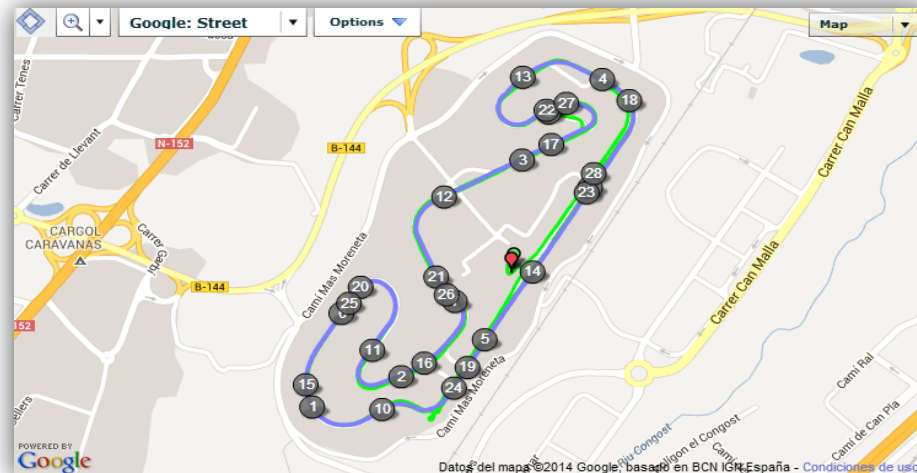 Google: Street
Options
Map
Carrer Tenes
N-152
Carrer de Llevant
B-144
Carrer Can Malla
CARGOL
CARAVANAS
Carrer Garbí
B-144
152
Camí Mas Moreneta
13
4
18
22
27
17
3
28
23
12
14
21
26
20
25
5
11
16
2
19
15
1
10
24
Camí Mas Moreneta
Carrer Can Malla
Camí Ral
Camí de Can Pla
Riu Congost
POWERED BY
Google
Datos del mapa ©2014 Google, basado en BCN IGN España - Condiciones de uso